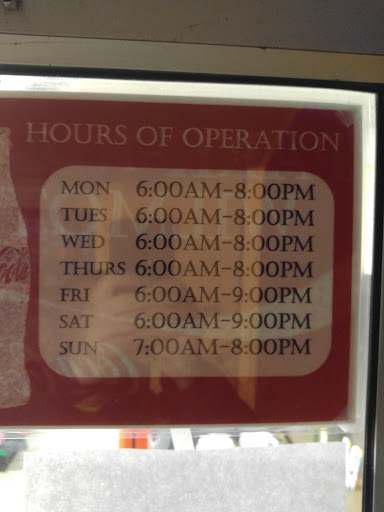 HOURS OF OPERATION
MON 6:00AM-8:00PM
TUES 6:00AM-8:00PM
WED 6:00AM-8:00PM
THURS 6:00AM-8:00PM
FRI 6:00AM-9:00PM
SAT 6:00AM-9:00PM
SUN 7:00AM-8:00PM
Cola